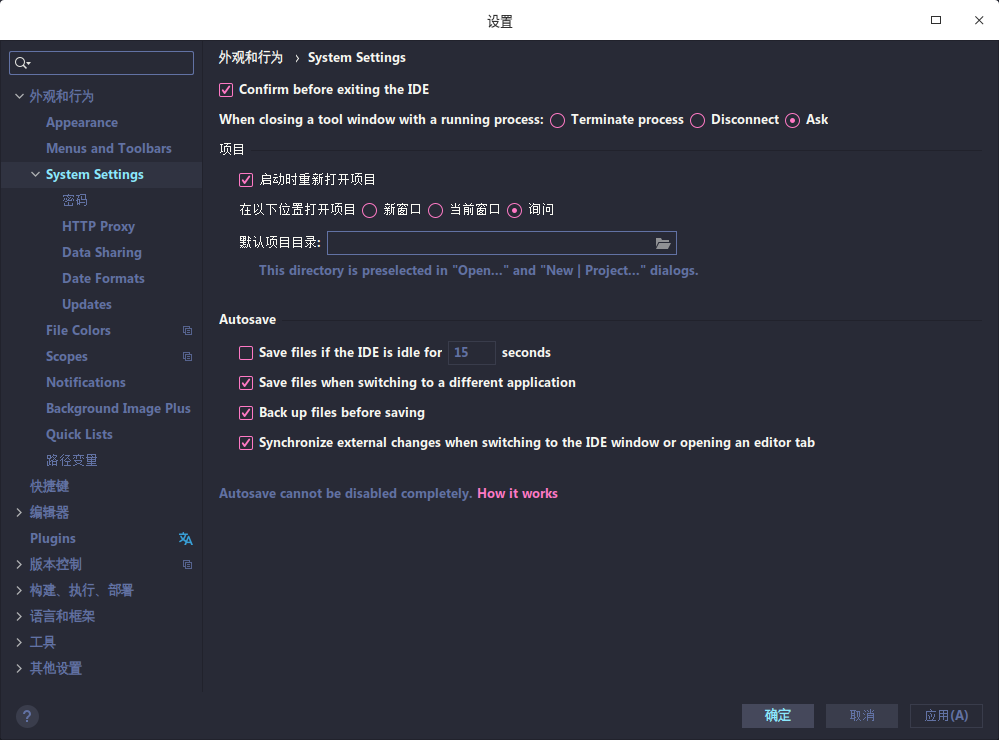 设置
外观和行为
Appearance
Menus and Toolbars
System Settings
密码
HTTP Proxy
Data Sharing
Date Formats
Updates
File Colors
Scopes
Notifications
Background Image Plus
Quick Lists
路径变量
快捷键
编辑器
Plugins
版本控制
构建、执行、部署
语言和框架
工具
其他设置
?
外观和行为 › System Settings
Confirm before exiting the IDE
When closing a tool window with a running process: Terminate process Disconnect Ask
项目
启动时重新打开项目
在以下位置打开项目 新窗口 当前窗口 询问
默认项目目录:
This directory is preselected in "Open..." and "New | Project..." dialogs.
Autosave
Save files if the IDE is idle for 15 seconds
Save files when switching to a different application
Back up files before saving
Synchronize external changes when switching to the IDE window or opening an editor tab
Autosave cannot be disabled completely. How it works
确定 取消 应用(A)